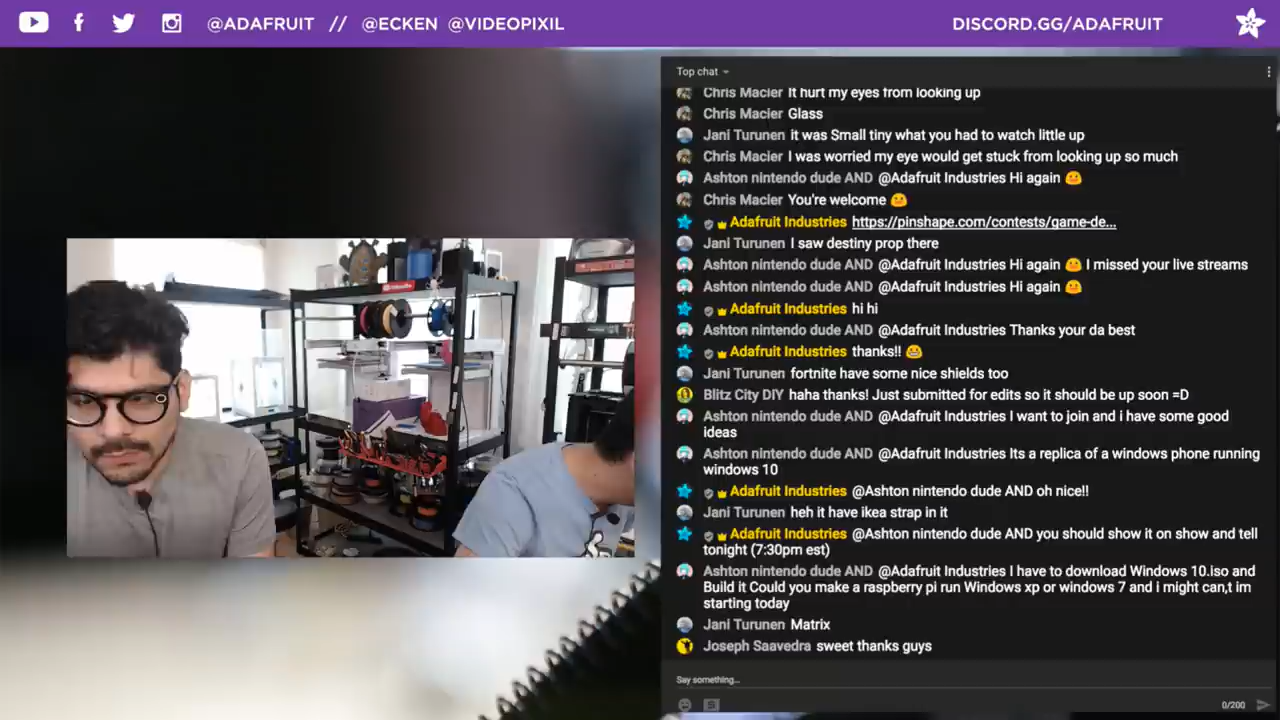 @ADAFRUIT // @ECKEN @VIDEOPIXIL
DISCORD.GG/ADAFRUIT
Top chat
Chris Macier It hurt my eyes from looking up
Chris Macier Glass
Jani Turunen it was Small tiny what you had to watch little up
Chris Macier I was worried my eye would get stuck from looking up so much
Ashton nintendo dude AND @Adafruit Industries Hi again 😬
Chris Macier You're welcome 😬
Adafruit Industries https://pinshape.com/contests/game-de...
Jani Turunen I saw destiny prop there
Ashton nintendo dude AND @Adafruit Industries Hi again 😬 I missed your live streams
Ashton nintendo dude AND @Adafruit Industries Hi again 😬
Adafruit Industries hi hi
Ashton nintendo dude AND @Adafruit Industries Thanks your da best
Adafruit Industries thanks!! 😁
Jani Turunen fortnite have some nice shields too
Blitz City DIY haha thanks! Just submitted for edits so it should be up soon =D
Ashton nintendo dude AND @Adafruit Industries I want to join and i have some good
ideas
Ashton nintendo dude AND @Adafruit Industries Its a replica of a windows phone running
windows 10
Adafruit Industries @Ashton nintendo dude AND oh nice!!
Jani Turunen heh it have ikea strap in it
Adafruit Industries @Ashton nintendo dude AND you should show it on show and tell
tonight (7:30pm est)
Ashton nintendo dude AND @Adafruit Industries I have to download Windows 10.iso and
Build it Could you make a raspberry pi run Windows xp or windows 7 and i might can,t im
starting today
Jani Turunen Matrix
Joseph Saavedra sweet thanks guys
Say something...
0/200